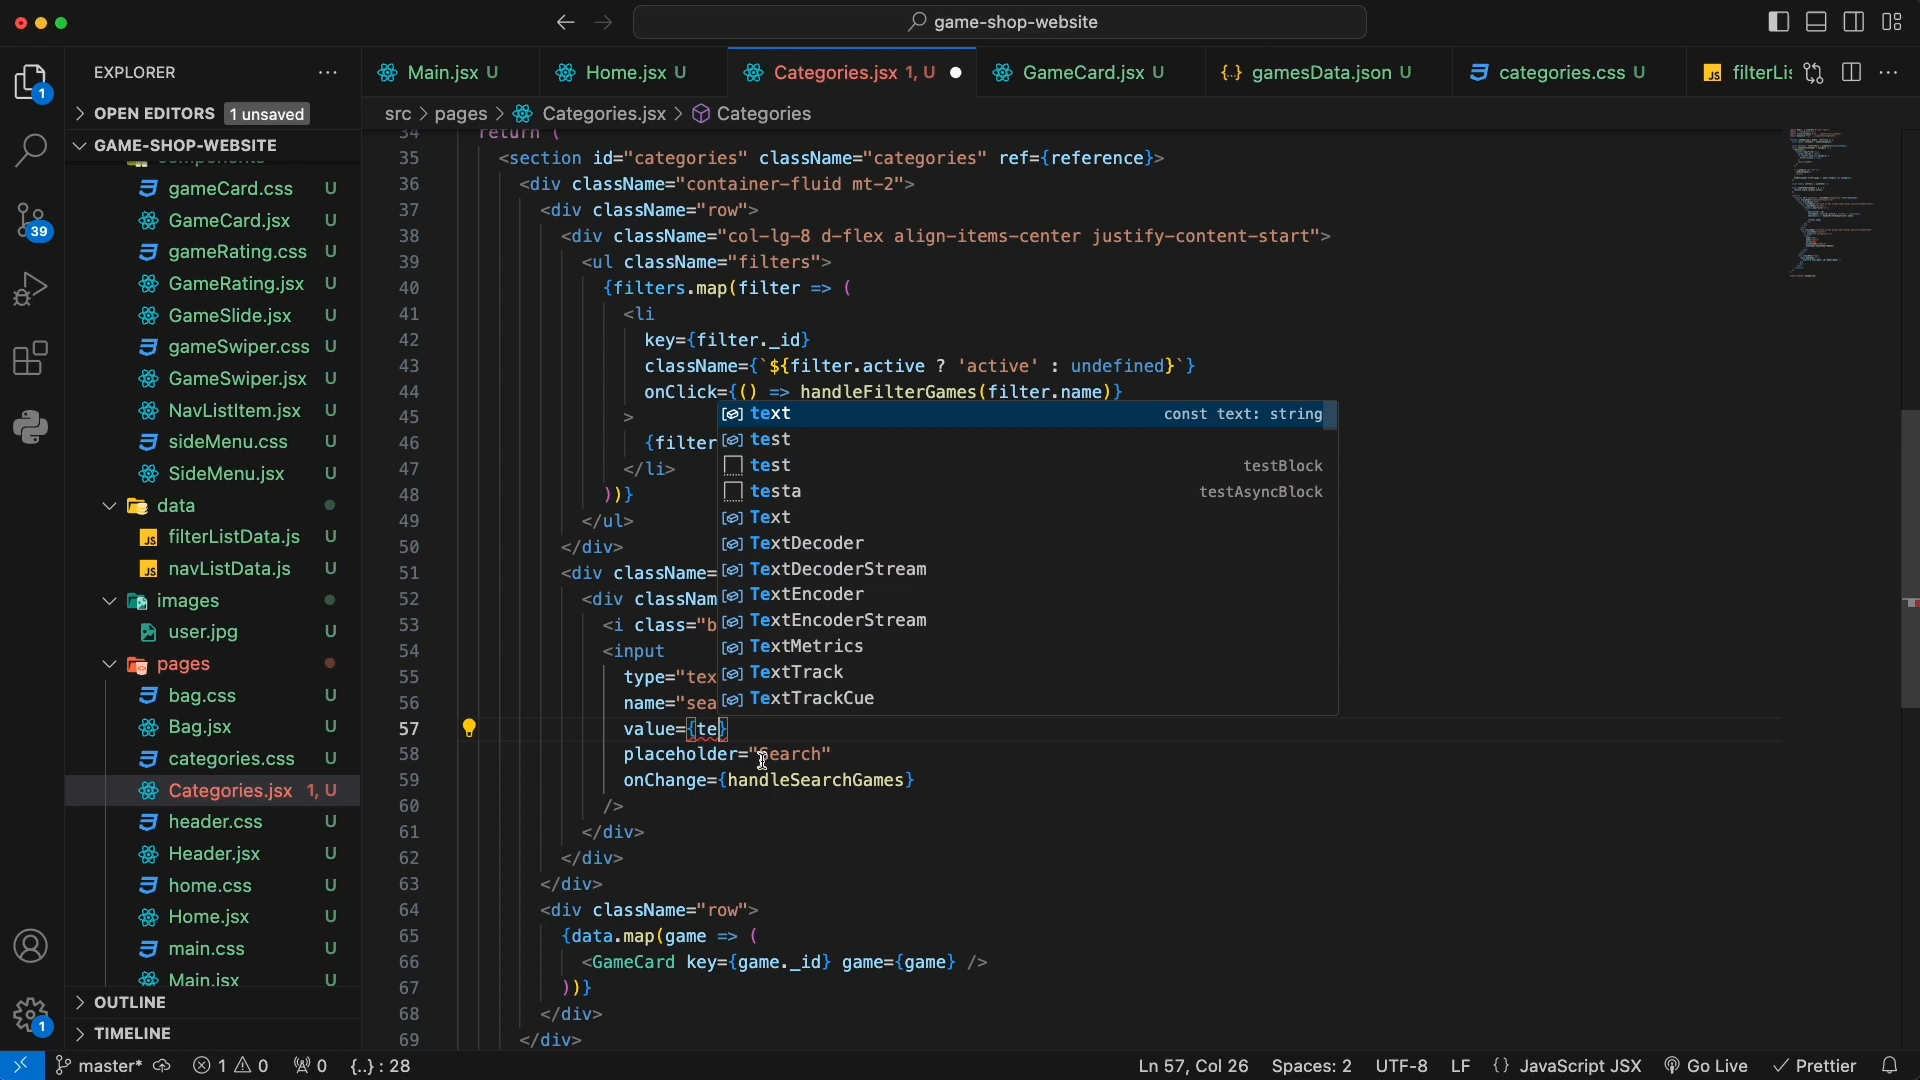 game-shop-website
EXPLORER
OPEN EDITORS 1 unsaved
GAME-SHOP-WEBSITE
components
gameCard.css U
GameCard.jsx U
gameRating.css U
GameRating.jsx U
GameSlide.jsx U
gameSwiper.css U
GameSwiper.jsx U
NavListItem.jsx U
sideMenu.css U
SideMenu.jsx U
data
filterListData.js U
navListData.js U
images
user.jpg U
pages
bag.css U
Bag.jsx U
categories.css U
Categories.jsx 1, U
header.css U
Header.jsx U
home.css U
Home.jsx U
main.css U
Main.jsx U
OUTLINE
TIMELINE
1
39
1
Main.jsx U Home.jsx U Categories.jsx 1, U GameCard.jsx U {..} gamesData.json U categories.css U JS filterLis
src > pages > Categories.jsx > Categories
34 return (
35 <section id="categories" className="categories" ref={reference}>
36 <div className="container-fluid mt-2">
37 <div className="row">
38 <div className="col-lg-8 d-flex align-items-center justify-content-start">
39 <ul className="filters">
40 {filters.map(filter => (
41 <li
42 key={filter._id}
43 className={`${filter.active ? 'active' : undefined}`}
44 onClick={() => handleFilterGames(filter.name)}
45 >
46 {filter
47 </li>
48 ))}
49 </ul>
50 </div>
51 <div className=
52 <div classNam
53 <i class="b
54 <input
55 type="tex
56 name="sea
57 value={te}
58 placeholder="Search"
59 onChange={handleSearchGames}
60 />
61 </div>
62 </div>
63 </div>
64 <div className="row">
65 {data.map(game => (
66 <GameCard key={game._id} game={game} />
67 ))}
68 </div>
69 </div>
text const text: string
test
test testBlock
testa testAsyncBlock
Text
TextDecoder
TextDecoderStream
TextEncoder
TextEncoderStream
TextMetrics
TextTrack
TextTrackCue
master* 1 0 0 {..} : 28 Ln 57, Col 26 Spaces: 2 UTF-8 LF {} JavaScript JSX Go Live Prettier